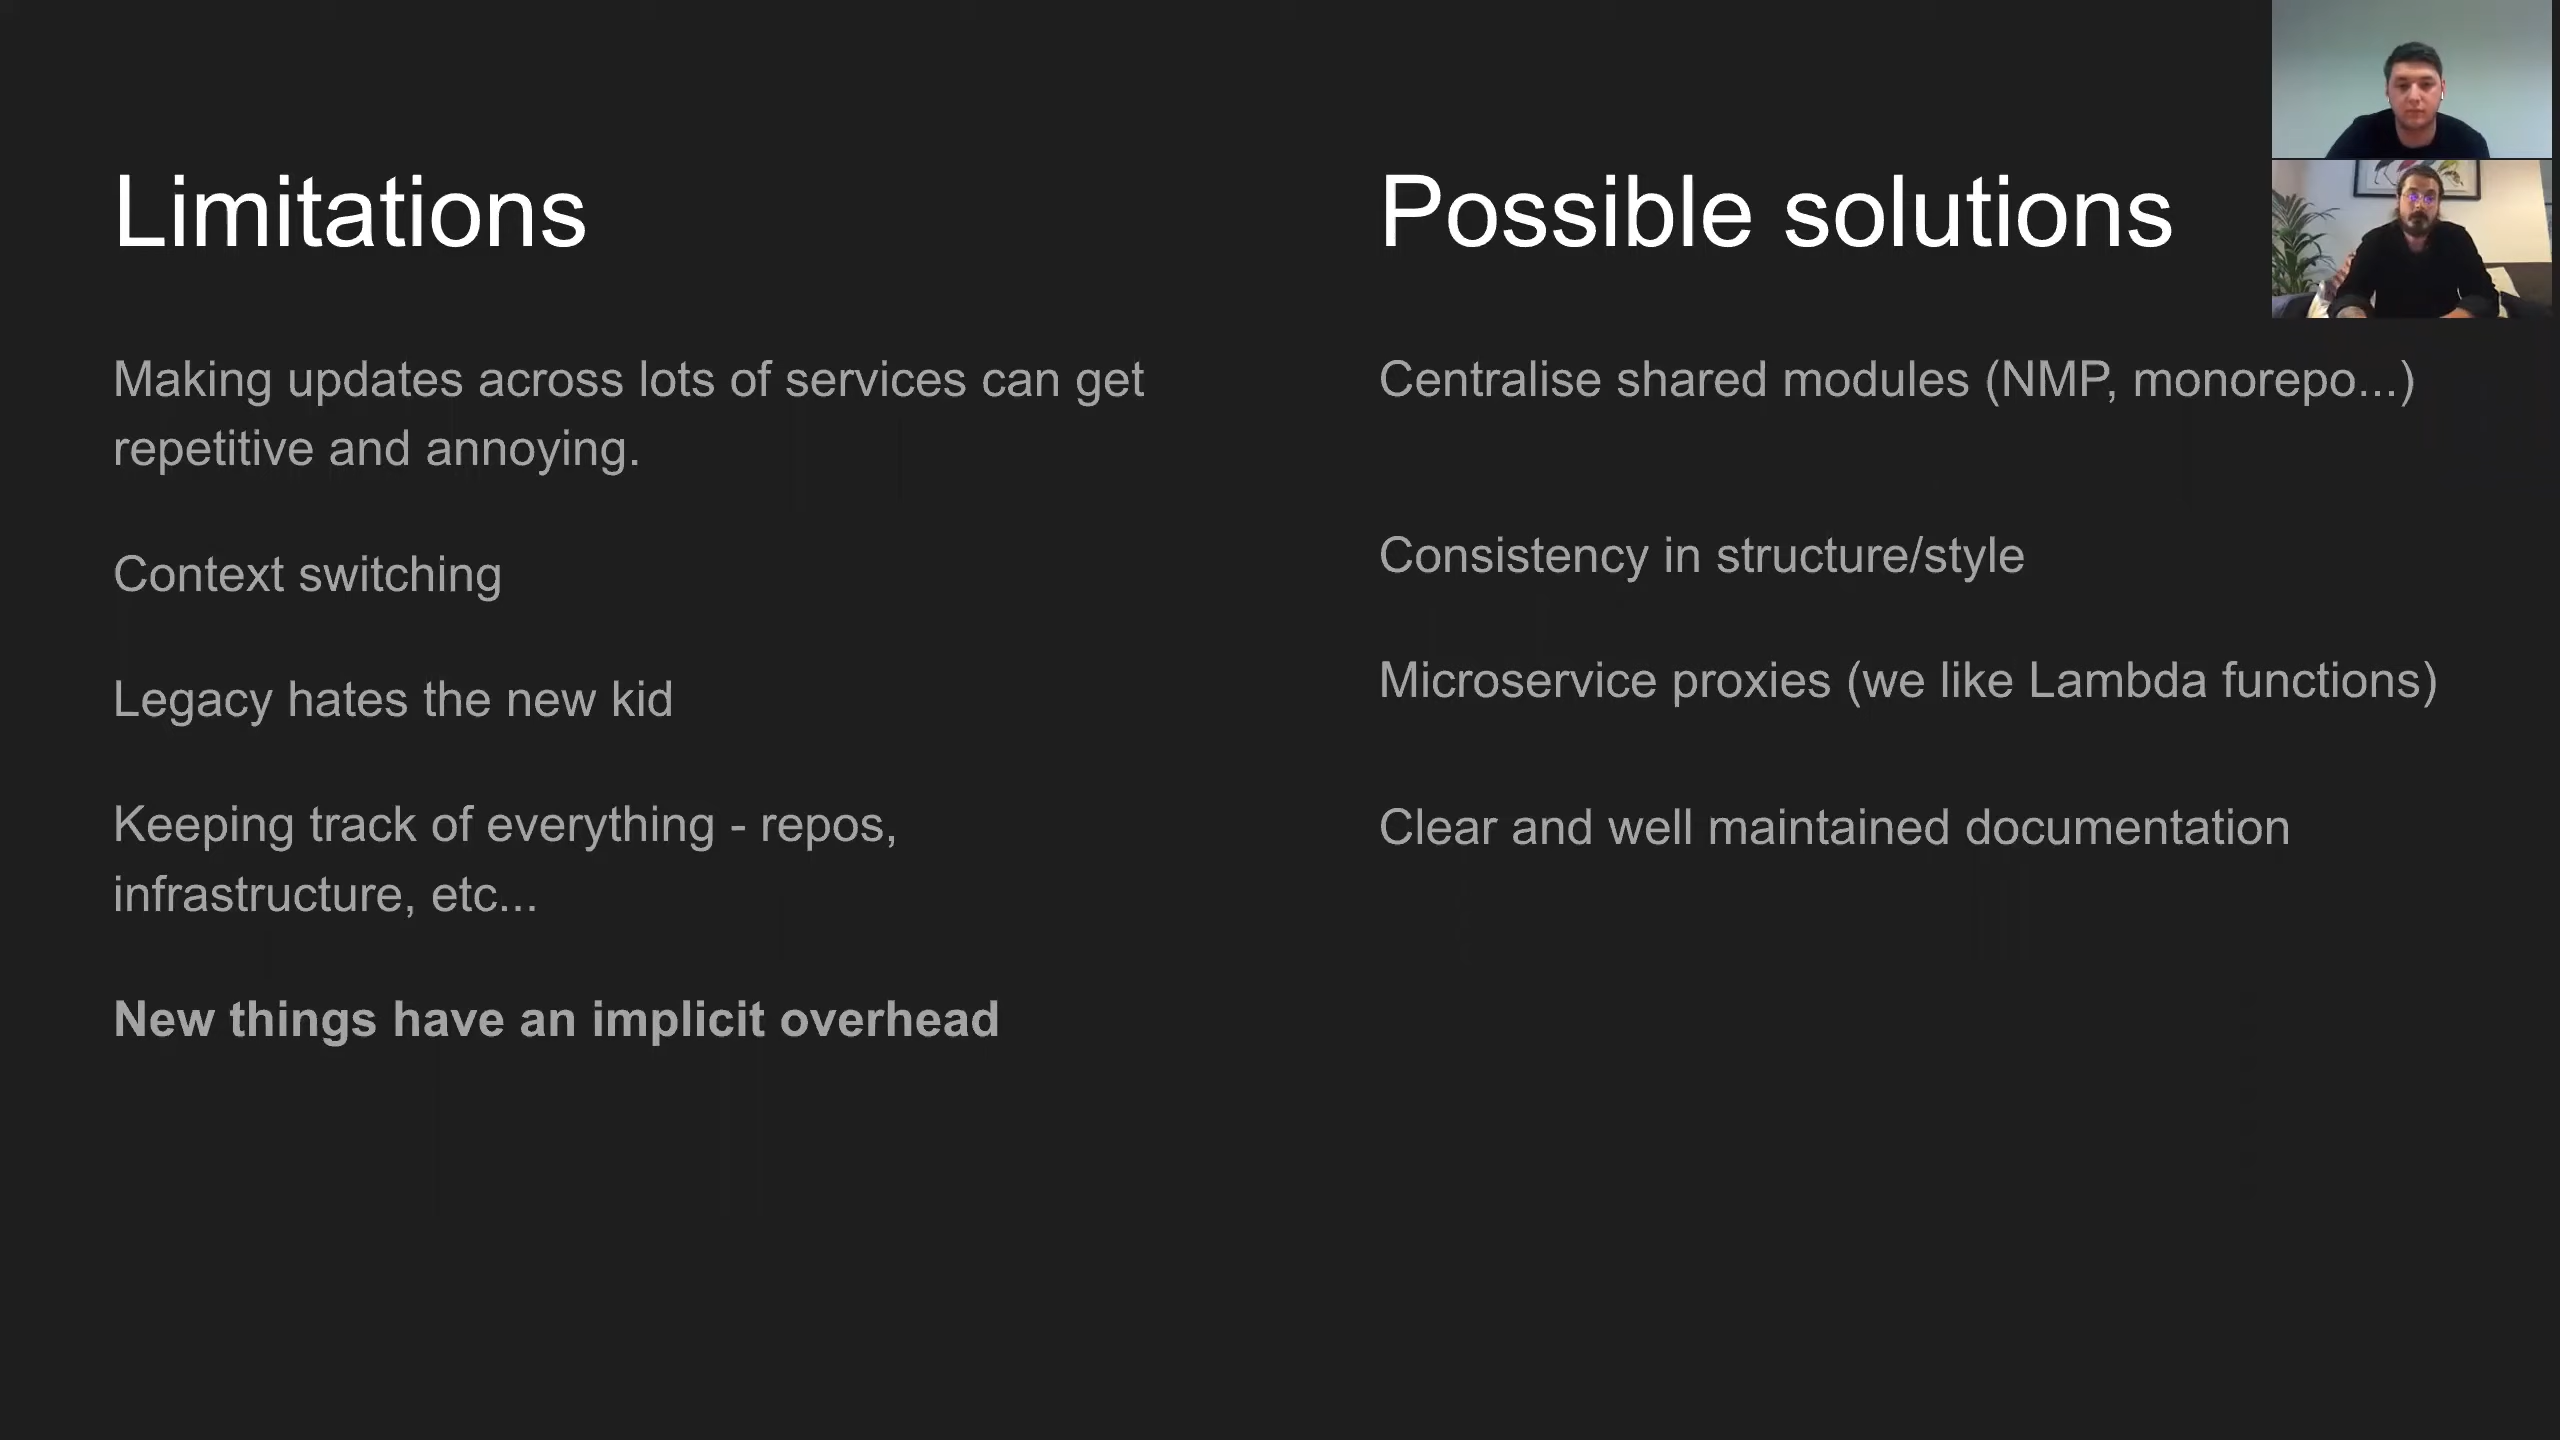 Limitations
Making updates across lots of services can get
repetitive and annoying.
Context switching
Legacy hates the new kid
Keeping track of everything - repos,
infrastructure, etc...
New things have an implicit overhead
Possible solutions
Centralise shared modules (NMP, monorepo...)
Consistency in structure/style
Microservice proxies (we like Lambda functions)
Clear and well maintained documentation